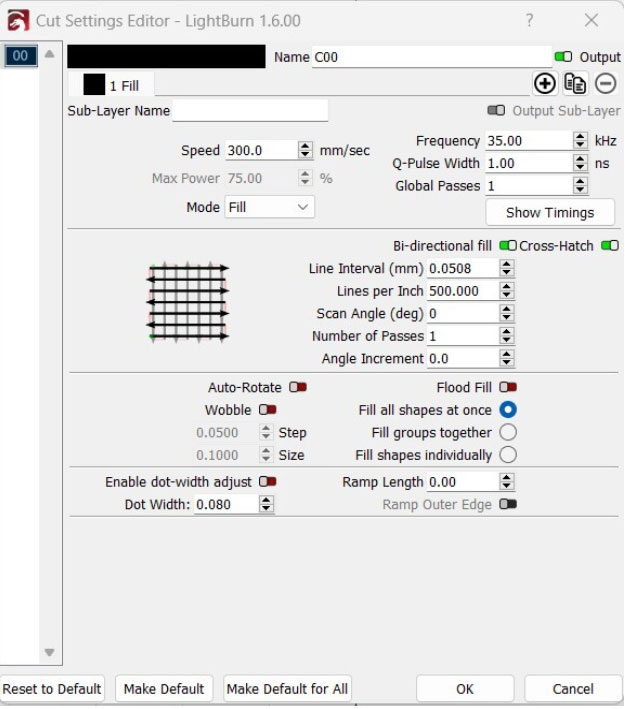 Cut Settings Editor - LightBurn 1.6.00 ? ×
00 Name C00 Output
1 Fill
Sub-Layer Name Output Sub-Layer
Speed 300.0 mm/sec Frequency 35.00 kHz
Max Power 75.00 % Q-Pulse Width 1.00 ns
Global Passes 1
Mode Fill Show Timings
Bi-directional fill Cross-Hatch
Line Interval (mm) 0.0508
Lines per Inch 500.000
Scan Angle (deg) 0
Number of Passes 1
Angle Increment 0.0
Auto-Rotate Flood Fill
Wobble Fill all shapes at once
0.0500 Step Fill groups together
0.1000 Size Fill shapes individually
Enable dot-width adjust Ramp Length 0.00
Dot Width: 0.080 Ramp Outer Edge
Reset to Default Make Default Make Default for All OK Cancel